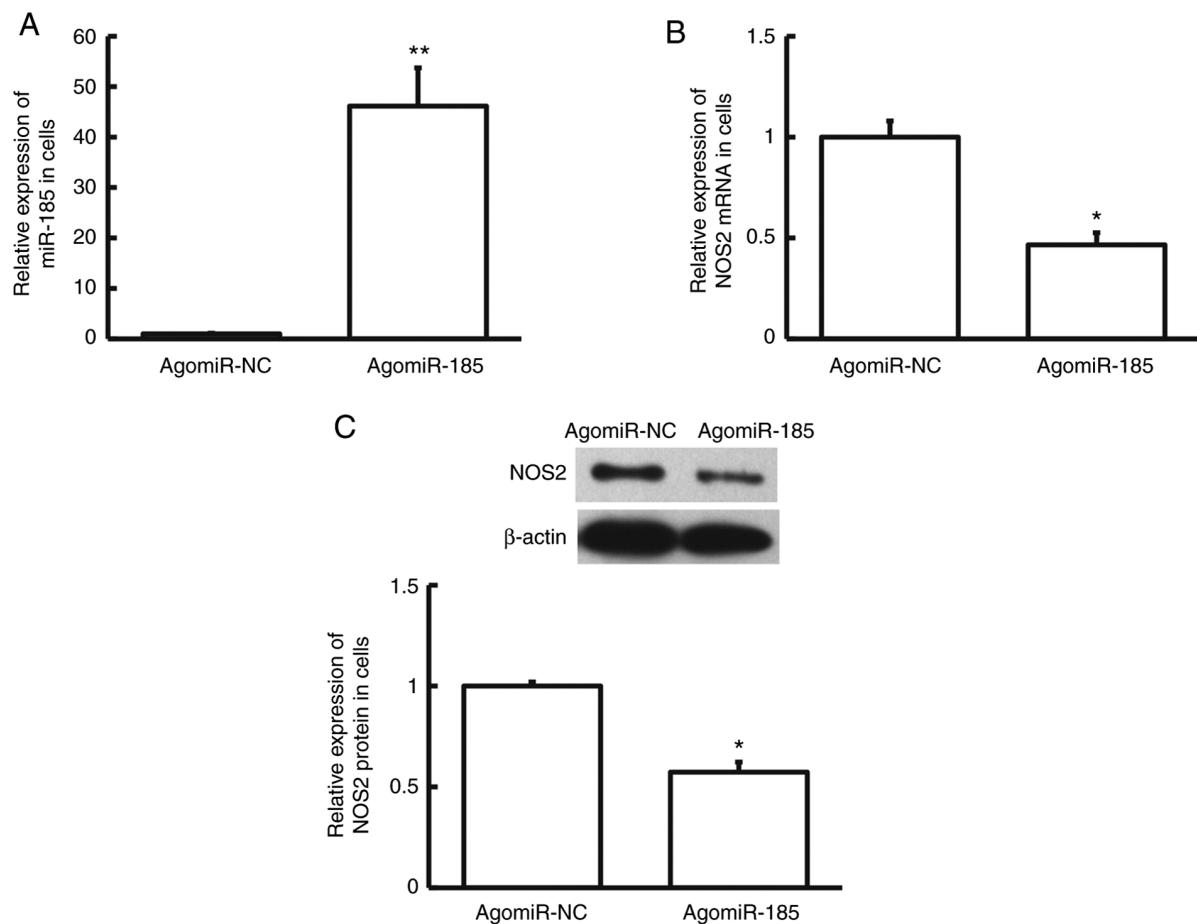 A
Relative expression of
miR-185 in cells
60
50
40
30
20
10
0
**
AgomiR-NC
AgomiR-185
B
Relative expression of
NOS2 mRNA in cells
1.5
1
0.5
0
*
AgomiR-NC
AgomiR-185
C
AgomiR-NC AgomiR-185
NOS2
β-actin
Relative expression of
NOS2 protein in cells
1.5
1
0.5
0
*
AgomiR-NC
AgomiR-185